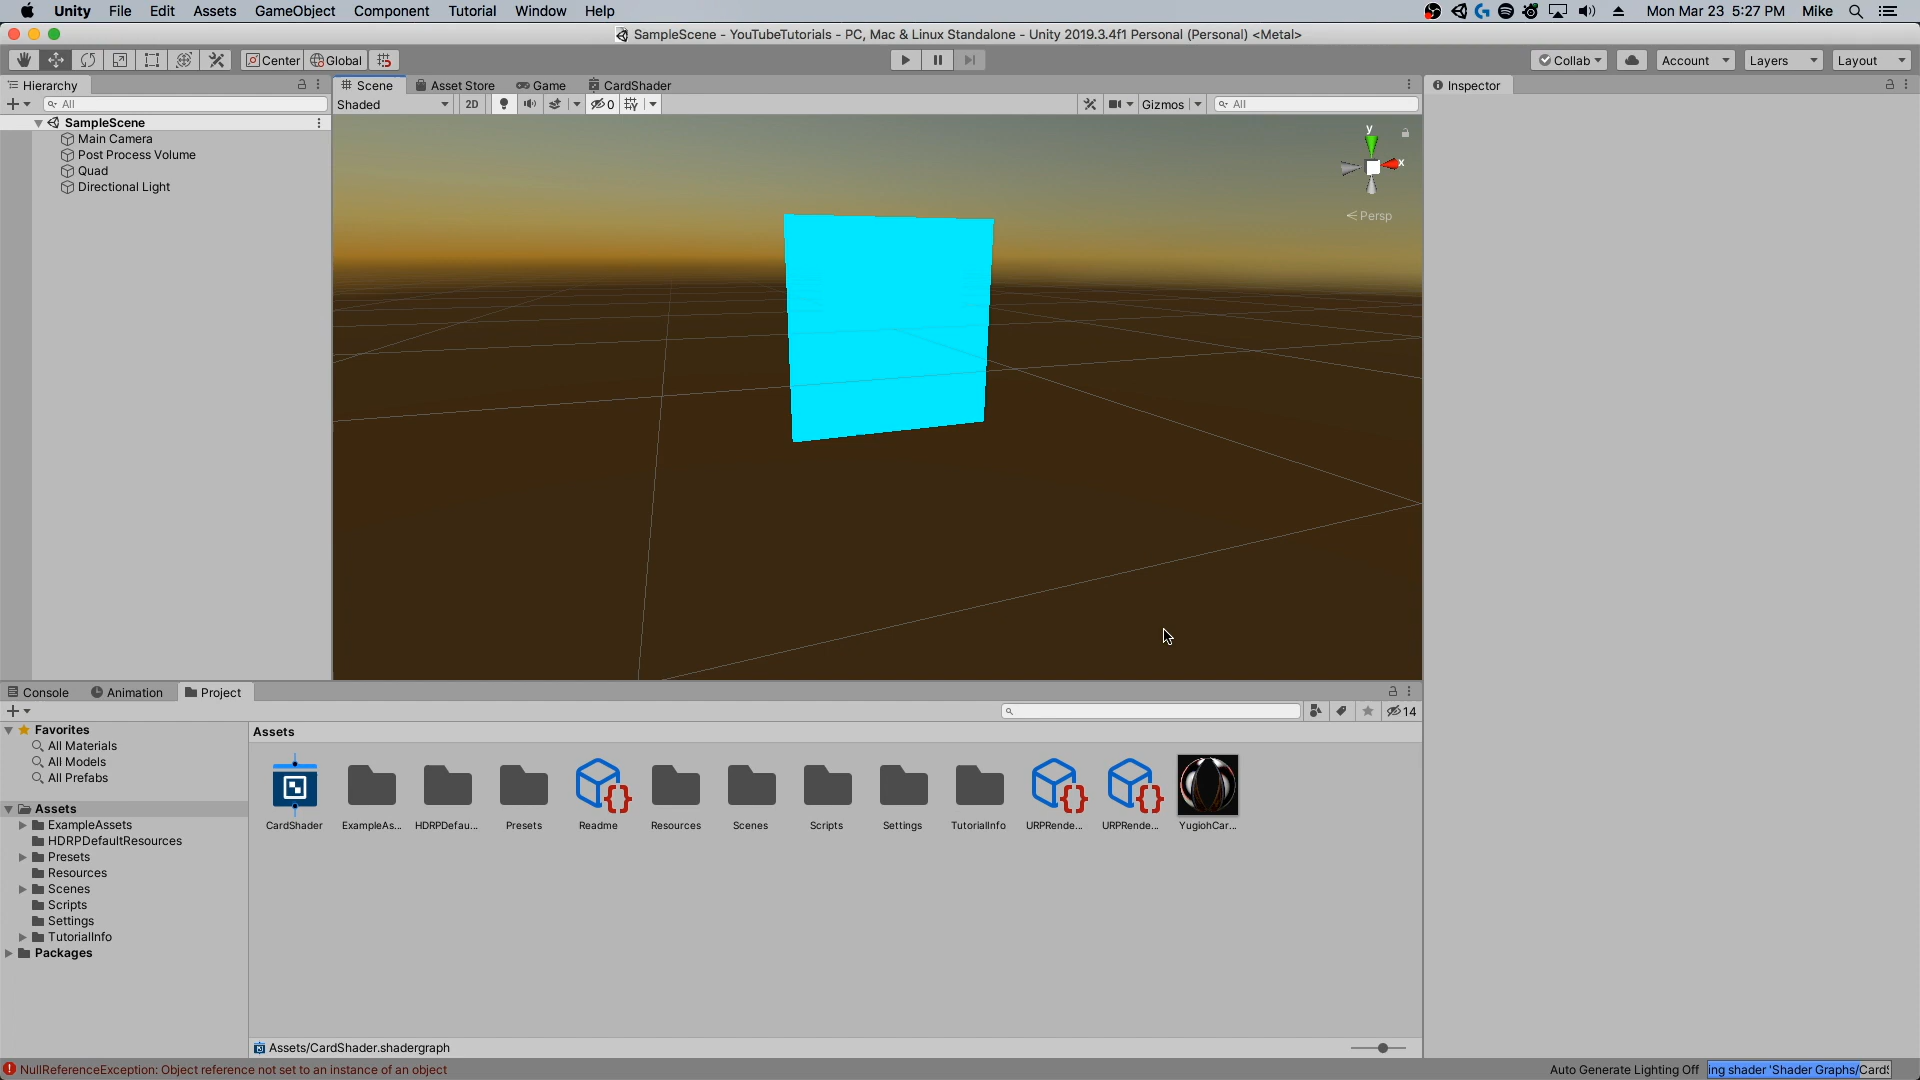 Unity File Edit Assets GameObject Component Tutorial Window Help Mon Mar 23 5:27 PM Mike
SampleScene - YouTubeTutorials - PC, Mac & Linux Standalone - Unity 2019.3.4f1 Personal (Personal) <Metal>
Center Global Collab Account Layers Layout
Hierarchy Scene Asset Store Game CardShader Inspector
All Shaded 2D 0 Gizmos All
SampleScene
Main Camera
Post Process Volume
Quad
Directional Light
y
x
Persp
Console Animation Project
14
Favorites
All Materials
All Models
All Prefabs
Assets
ExampleAssets
HDRPDefaultResources
Presets
Resources
Scenes
Scripts
Settings
TutorialInfo
Packages
Assets
CardShader ExampleAs... HDRPDefau... Presets Readme Resources Scenes Scripts Settings TutorialInfo URPRende... URPRende... YugiohCar...
Assets/CardShader.shadergraph
NullReferenceException: Object reference not set to an instance of an object
Auto Generate Lighting Off ing shader 'Shader Graphs/CardS